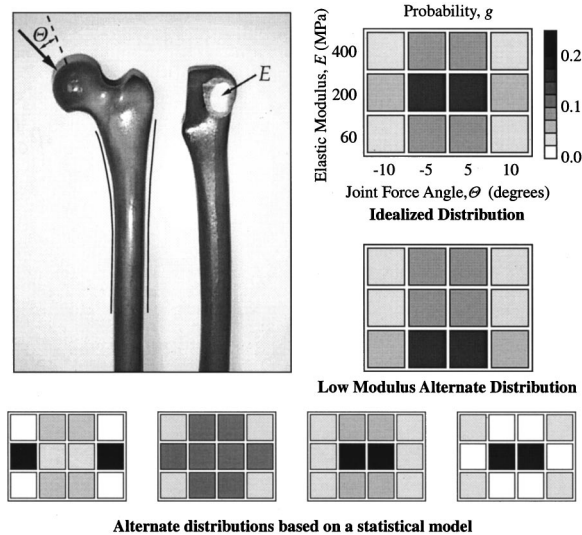 Θ
E
Probability, g
Elastic Modulus, E (MPa)
400
200
60
0.2
0.1
0.0
-10 -5 5 10
Joint Force Angle, Θ (degrees)
Idealized Distribution
Low Modulus Alternate Distribution
Alternate distributions based on a statistical model